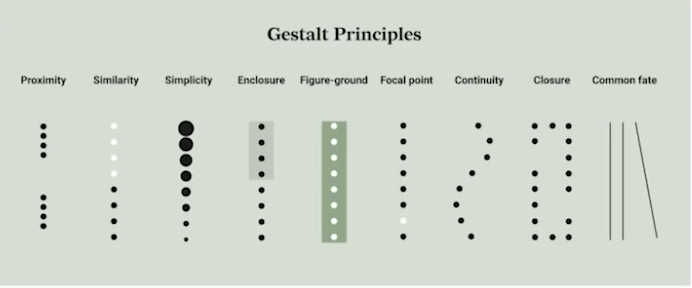 Gestalt Principles
Proximity Similarity Simplicity Enclosure Figure-ground Focal point Continuity Closure Common fate